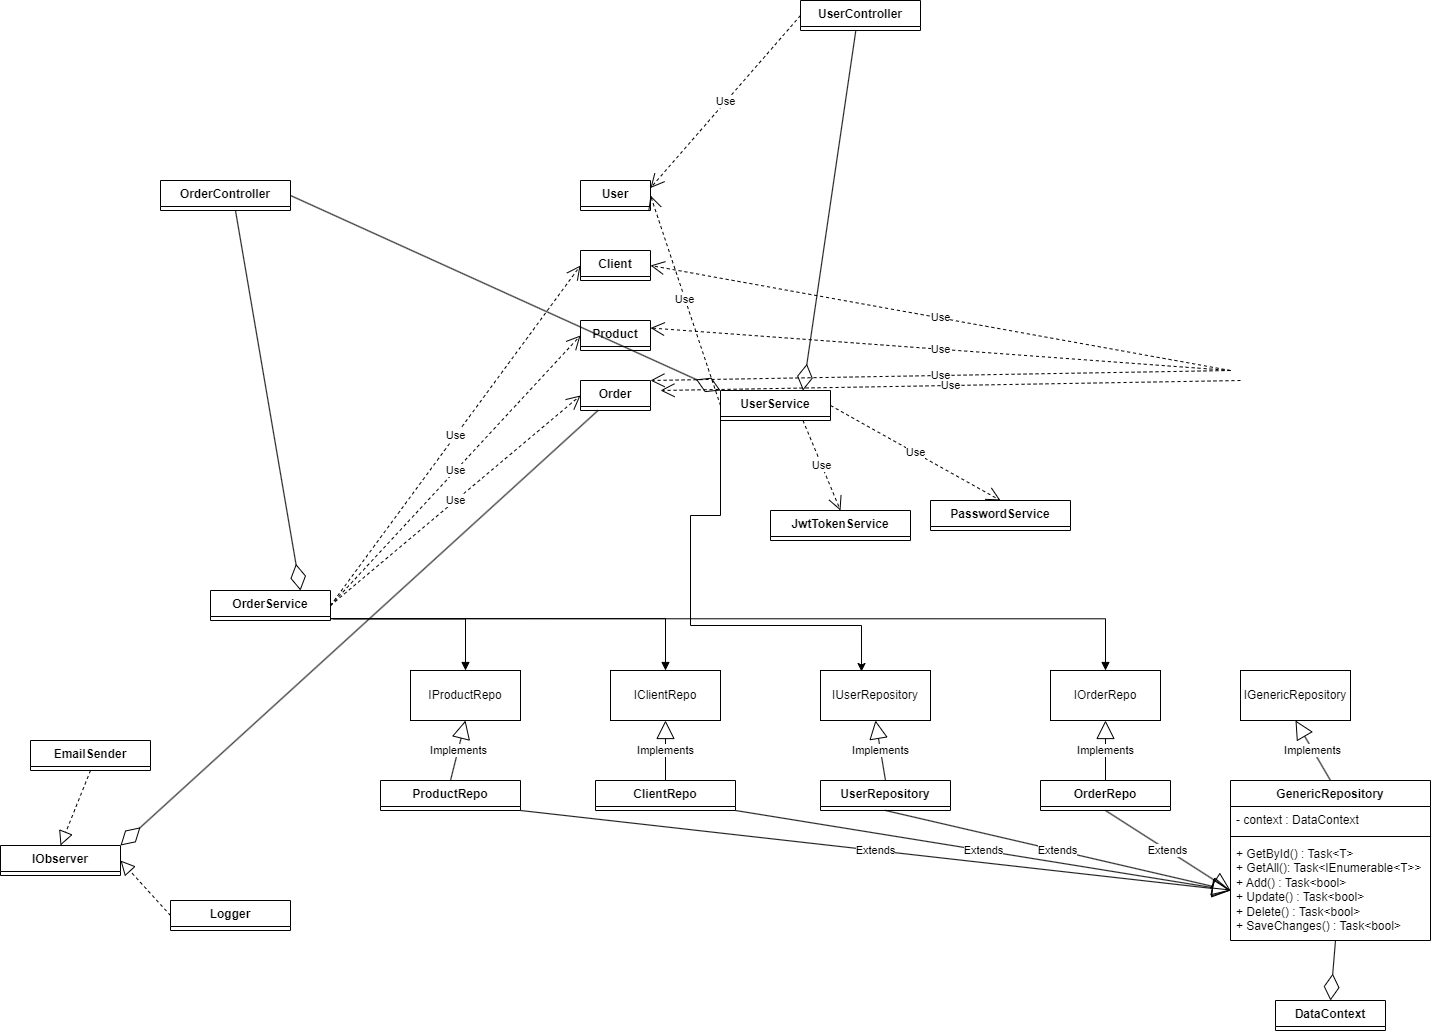 UserController
Use
OrderController
User
Client
Use
Use
Product
Use
Use
Order
Use
UserService
Use
Use
Use
Use
Use
PasswordService
JwtTokenService
OrderService
IProductRepo
IClientRepo
IUserRepository
IOrderRepo
IGenericRepository
EmailSender
Implements
Implements
Implements
Implements
Implements
ProductRepo
ClientRepo
UserRepository
OrderRepo
GenericRepository
- context : DataContext
IObserver
Extends
Extends
Extends
Extends
+ GetById() : Task<T>
+ GetAll(): Task<IEnumerable<T>>
+ Add() : Task<bool>
+ Update() : Task<bool>
+ Delete() : Task<bool>
+ SaveChanges() : Task<bool>
Logger
DataContext